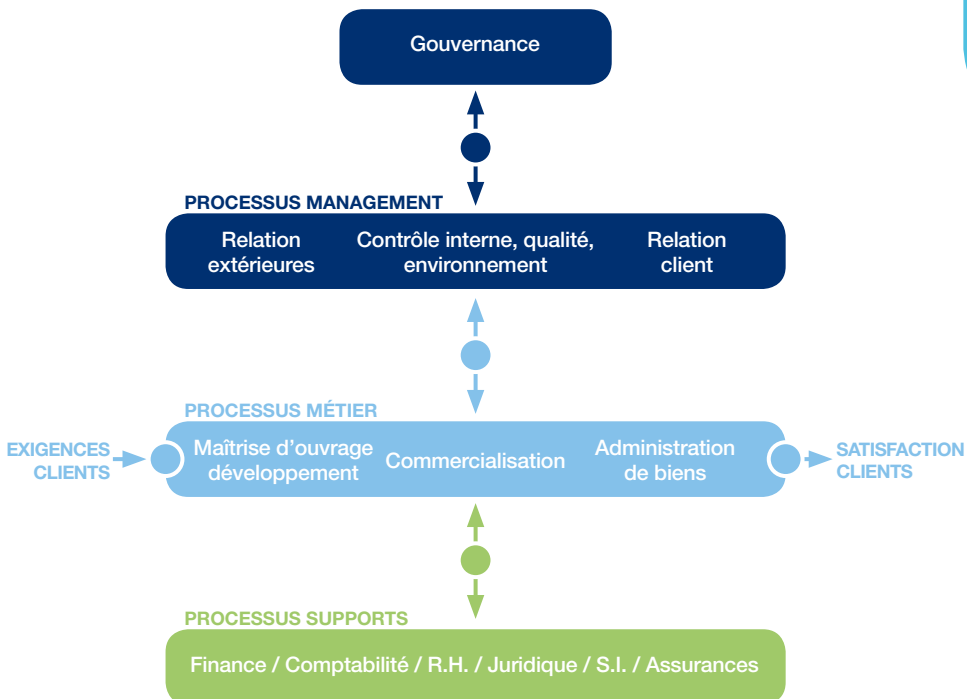 Gouvernance
PROCESSUS MANAGEMENT
Relation
extérieures
Contrôle interne, qualité,
environnement
Relation
client
PROCESSUS MÉTIER
EXIGENCES
CLIENTS
Maîtrise d’ouvrage
développement
Commercialisation
Administration
de biens
SATISFACTION
CLIENTS
PROCESSUS SUPPORTS
Finance / Comptabilité / R.H. / Juridique / S.I. / Assurances